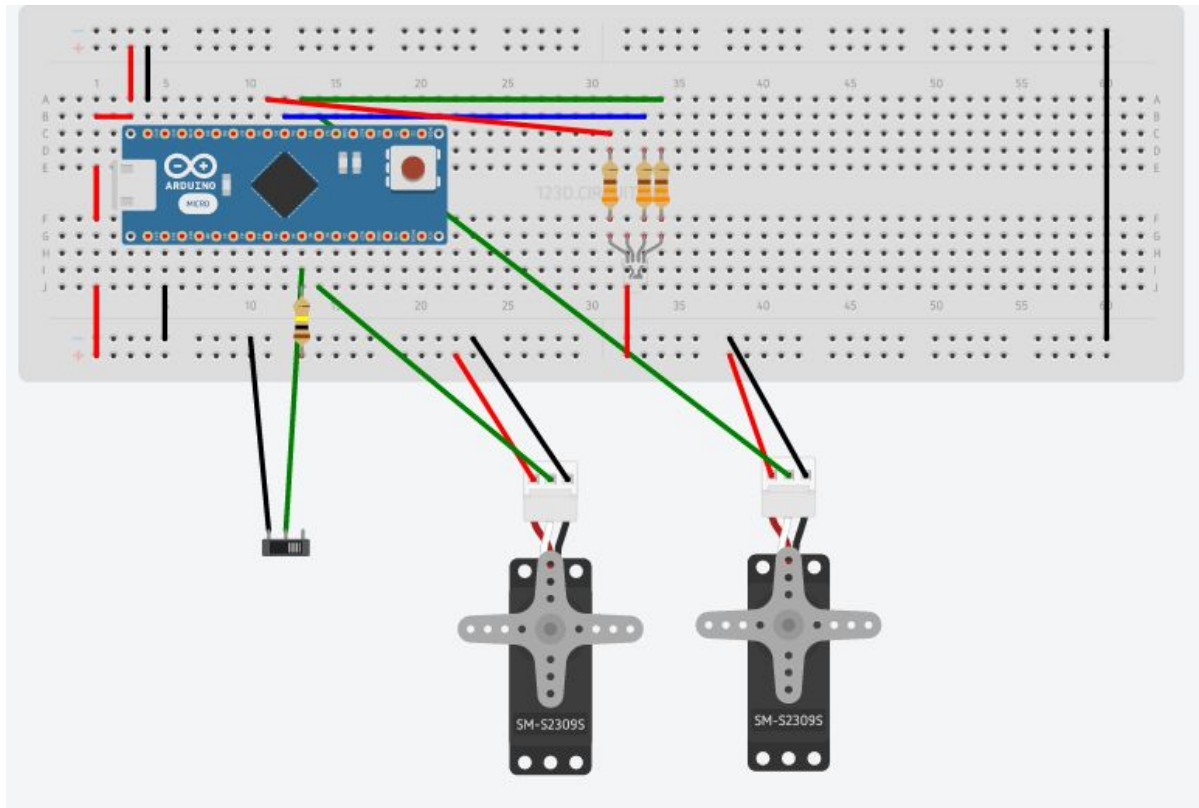 − −
+ +
1 5 10 15 20 25 30 35 40 45 50 55 60
A A
B B
C C
D D
E E
ARDUINO
MICRO
F F
G G
H H
I I
J J
10 15 20 25 30 35 40 45 50 55 60
−
+
SM-S2309S
SM-S2309S